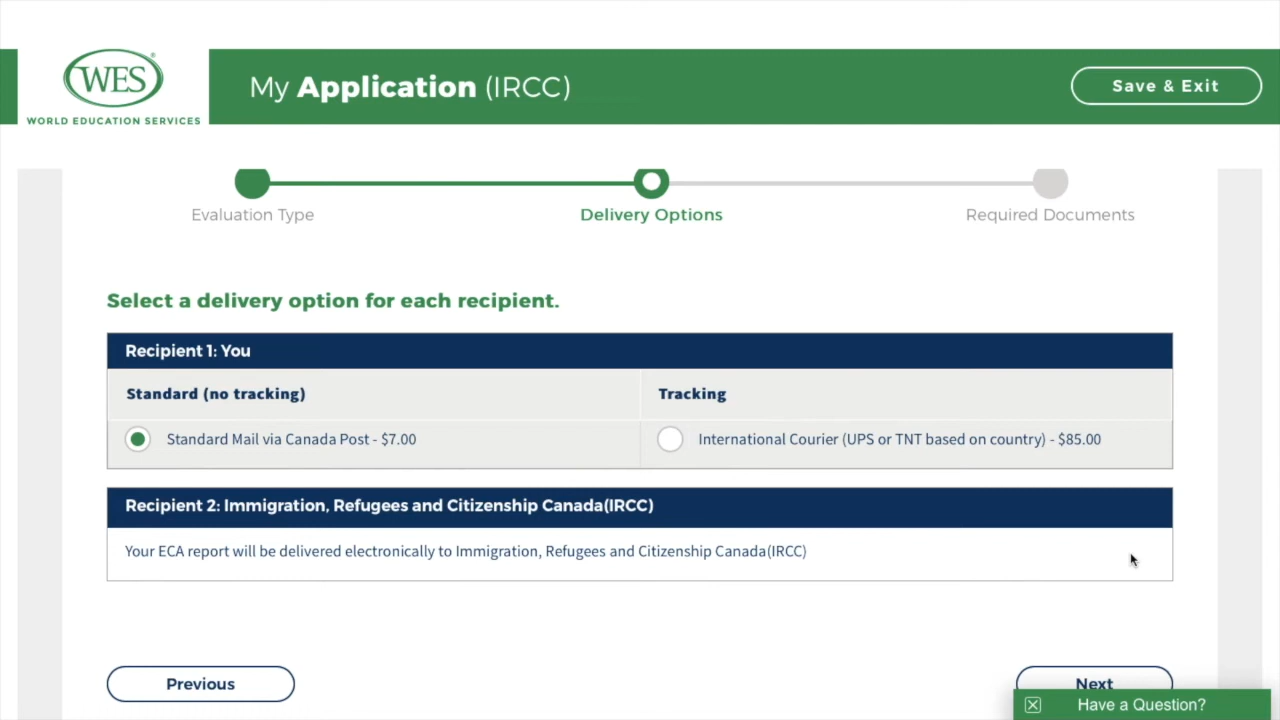 WES
WORLD EDUCATION SERVICES
My Application (IRCC)
Save & Exit
Evaluation Type
Delivery Options
Required Documents
Select a delivery option for each recipient.
Recipient 1: You
Standard (no tracking)
Tracking
Standard Mail via Canada Post - $7.00
International Courier (UPS or TNT based on country) - $85.00
Recipient 2: Immigration, Refugees and Citizenship Canada(IRCC)
Your ECA report will be delivered electronically to Immigration, Refugees and Citizenship Canada(IRCC)
Previous
Next
Have a Question?